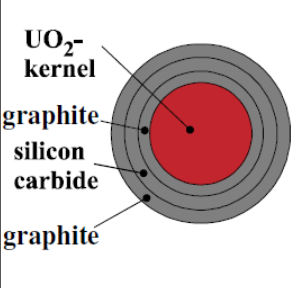 UO₂-
kernel
graphite
silicon
carbide
graphite